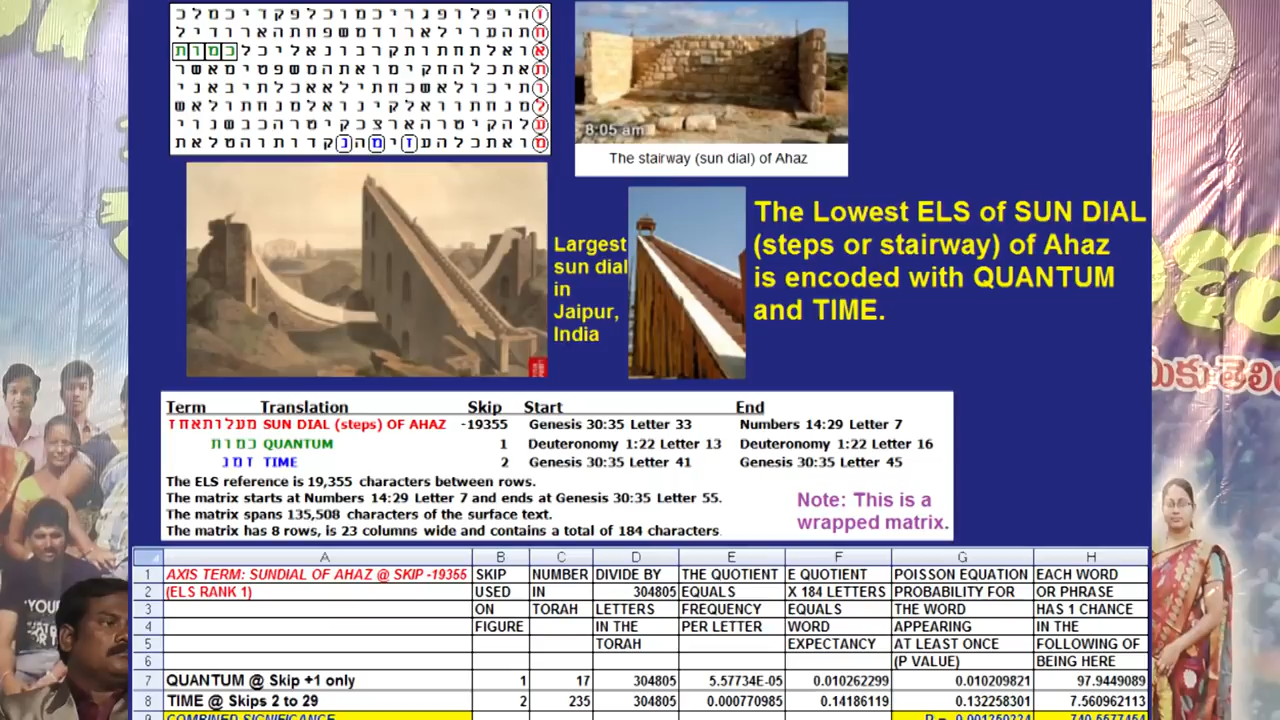 זהיפלופגריכמוכלפקדיכמלכ
חתהערילארודמשפחתהארודיל
אואלתחתותקרבונאליכלכמות
תאתכלהחקימואתהמשפטימאשר
ותיכולאשכחתילאאכלתיבאני
למנחתוואלקינואלמנחתולאש
עלהקיטרהארצכקיטרהכבשנוי
מואתכלהעזימהנקדותוהטלאת
8:05 am
The stairway (sun dial) of Ahaz
Largest
sun dial
in
Jaipur,
India
The Lowest ELS of SUN DIAL
(steps or stairway) of Ahaz
is encoded with QUANTUM
and TIME.
Term Translation Skip Start End
מעלותאחז SUN DIAL (steps) OF AHAZ -19355 Genesis 30:35 Letter 33 Numbers 14:29 Letter 7
כמות QUANTUM 1 Deuteronomy 1:22 Letter 13 Deuteronomy 1:22 Letter 16
זמנ TIME 2 Genesis 30:35 Letter 41 Genesis 30:35 Letter 45
The ELS reference is 19,355 characters between rows.
The matrix starts at Numbers 14:29 Letter 7 and ends at Genesis 30:35 Letter 55.
The matrix spans 135,508 characters of the surface text.
The matrix has 8 rows, is 23 columns wide and contains a total of 184 characters.
Note: This is a
wrapped matrix.
A B C D E F G H
1 AXIS TERM: SUNDIAL OF AHAZ @ SKIP -19355 SKIP NUMBER DIVIDE BY THE QUOTIENT E QUOTIENT POISSON EQUATION EACH WORD
2 (ELS RANK 1) USED IN 304805 EQUALS X 184 LETTERS PROBABILITY FOR OR PHRASE
3 ON TORAH LETTERS FREQUENCY EQUALS THE WORD HAS 1 CHANCE
4 FIGURE IN THE PER LETTER WORD APPEARING IN THE
5 TORAH EXPECTANCY AT LEAST ONCE FOLLOWING OF
6 (P VALUE) BEING HERE
7 QUANTUM @ Skip +1 only 1 17 304805 5.57734E-05 0.010262299 0.010209821 97.9449089
8 TIME @ Skips 2 to 29 2 235 304805 0.000770985 0.14186119 0.132258301 7.560962113
COMBINED SIGNIFICANCE
మీకు తెలి
"YOU